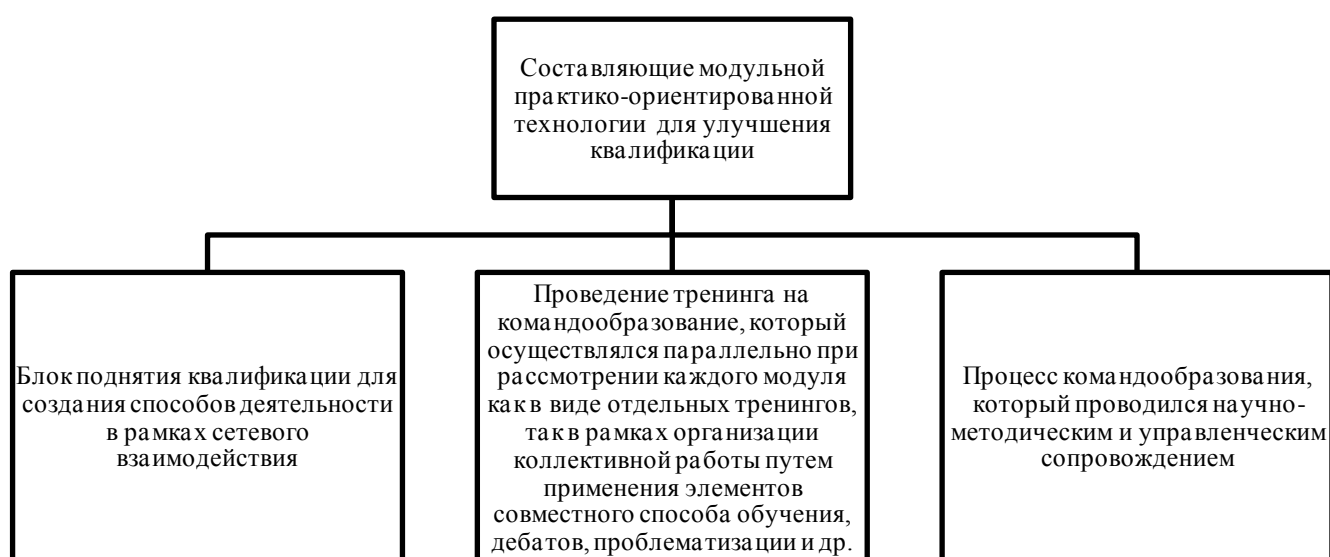 Составляющие модульной
практико-ориентированной
технологии для улучшения
квалификации
Блок поднятия квалификации для
создания способов деятельности
в рамках сетевого
взаимодействия
Проведение тренинга на
командообразование, который
осуществлялся параллельно при
рассмотрении каждого модуля
как в виде отдельных тренингов,
так в рамках организации
коллективной работы путем
применения элементов
совместного способа обучения,
дебатов, проблематизации и др.
Процесс командообразования,
который проводился научно-
методическим и управленческим
сопровождением